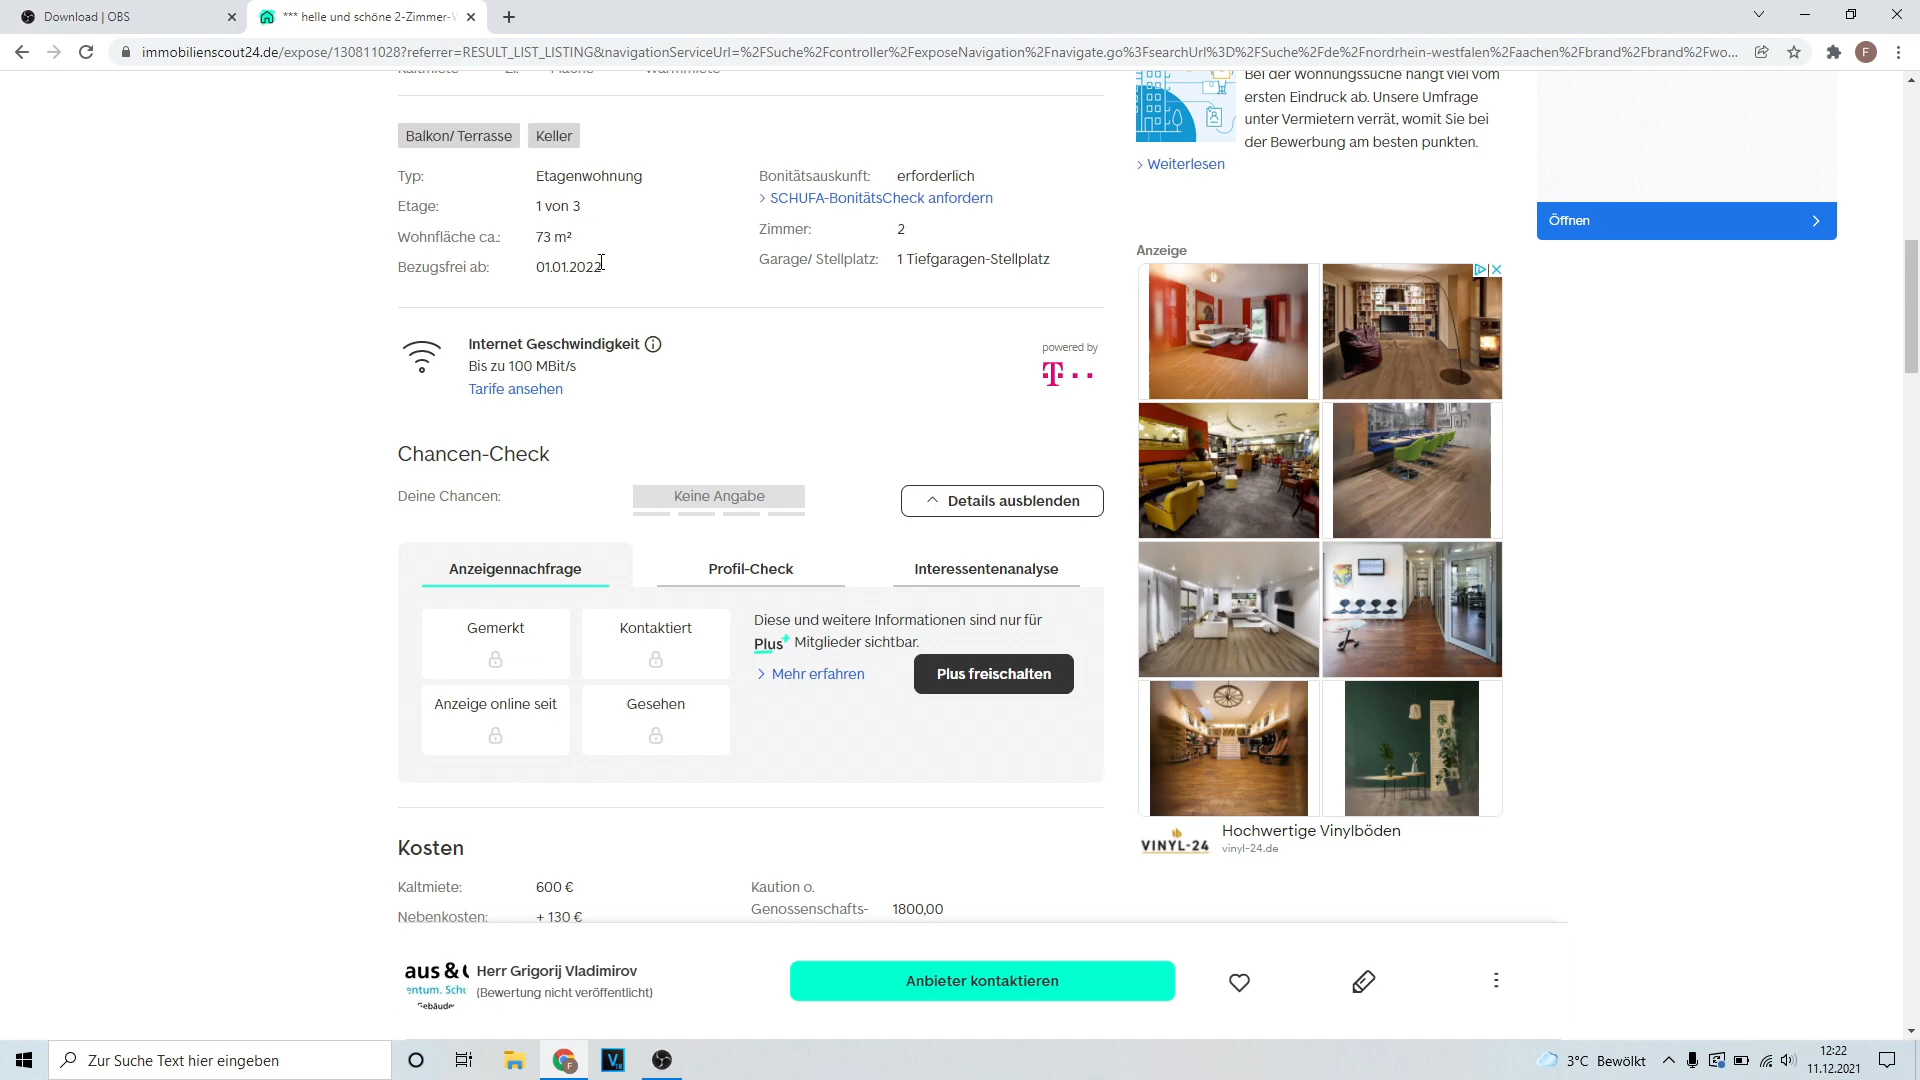 Download | OBS
*** helle und schöne 2-Zimmer-W
immobilienscout24.de/expose/130811028?referrer=RESULT_LIST_LISTING&navigationServiceUrl=%2FSuche%2Fcontroller%2FexposeNavigation%2Fnavigate.go%3FsearchUrl%3D%2FSuche%2Fde%2Fnordrhein-westfalen%2Faachen%2Fbrand%2Fbrand%2Fwo...
F
Kaltmiete Zi. Fläche Warmmiete
Balkon/ Terrasse Keller
Typ: Etagenwohnung
Etage: 1 von 3
Wohnfläche ca.: 73 m²
Bezugsfrei ab: 01.01.2022
Bonitätsauskunft: erforderlich
> SCHUFA-BonitätsCheck anfordern
Zimmer: 2
Garage/ Stellplatz: 1 Tiefgaragen-Stellplatz
Internet Geschwindigkeit
Bis zu 100 MBit/s
Tarife ansehen
powered by
T
Chancen-Check
Deine Chancen: Keine Angabe
Details ausblenden
Anzeigennachfrage Profil-Check Interessentenanalyse
Gemerkt Kontaktiert
Anzeige online seit Gesehen
Diese und weitere Informationen sind nur für
Plus+ Mitglieder sichtbar.
> Mehr erfahren
Plus freischalten
Kosten
Kaltmiete: 600 €
Nebenkosten: + 130 €
Kaution o.
Genossenschafts- 1800,00
Bei der Wohnungssuche hängt viel vom
ersten Eindruck ab. Unsere Umfrage
unter Vermietern verrät, womit Sie bei
der Bewerbung am besten punkten.
> Weiterlesen
Anzeige
VINYL-24
Hochwertige Vinylböden
vinyl-24.de
Öffnen
aus &
entum. Schu
Gebäude
Herr Grigorij Vladimirov
(Bewertung nicht veröffentlicht)
Anbieter kontaktieren
Zur Suche Text hier eingeben
3°C Bewölkt
12:22
11.12.2021